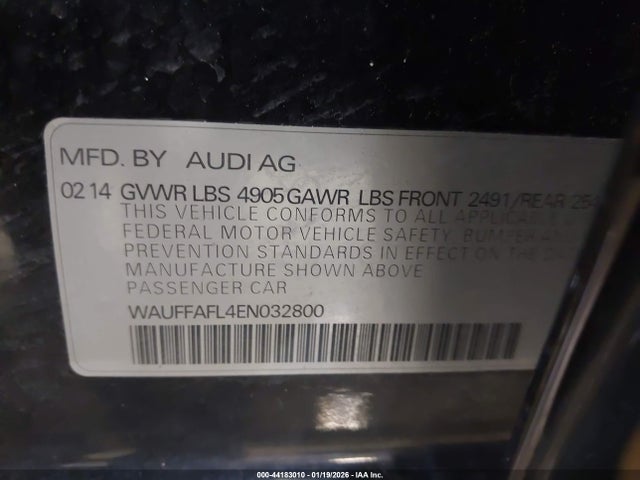 MFD. BY AUDI AG
02 14 GVWR LBS 4905 GAWR LBS FRONT 2491/REAR
THIS VEHICLE CONFORMS TO ALL
FEDERAL MOTOR VEHICLE SAFETY, BUMPER
PREVENTION STANDARDS IN EFFECT ON THE
MANUFACTURE SHOWN ABOVE
PASSENGER CAR
WAUFFAFL4EN032800
000-44183010 - 01/19/2026 - IAA Inc.